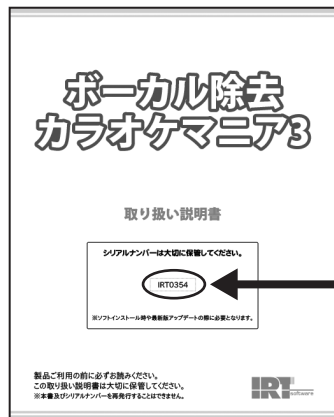 ボーカル除去
カラオケマニア3
取り扱い説明書
シリアルナンバーは大切に保管してください。
IRT0354
※ソフトインストール時や最新版アップデートの際に必要となります。
製品ご利用の前に必ずお読みください。
この取り扱い説明書は大切に保管してください。
※本書及びシリアルナンバーを再発行することはできません。
IRT software